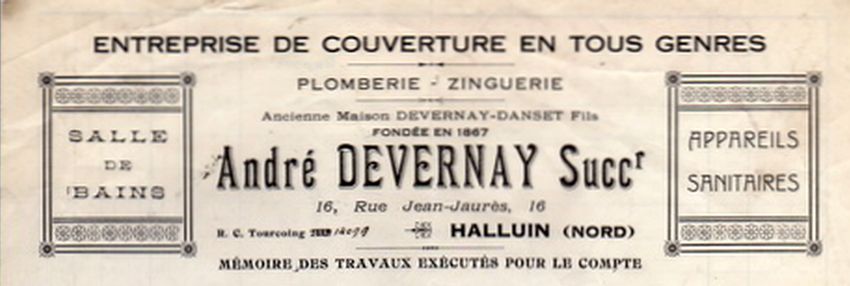 ENTREPRISE DE COUVERTURE EN TOUS GENRES
PLOMBERIE - ZINGUERIE
Ancienne Maison DEVERNAY-DANSET Fils
FONDÉE EN 1867
André DEVERNAY Succr
16, Rue Jean-Jaurès, 16
R. C. Tourcoing
HALLUIN (NORD)
MÉMOIRE DES TRAVAUX EXÉCUTÉS POUR LE COMPTE
SALLE
DE
BAINS
APPAREILS
SANITAIRES